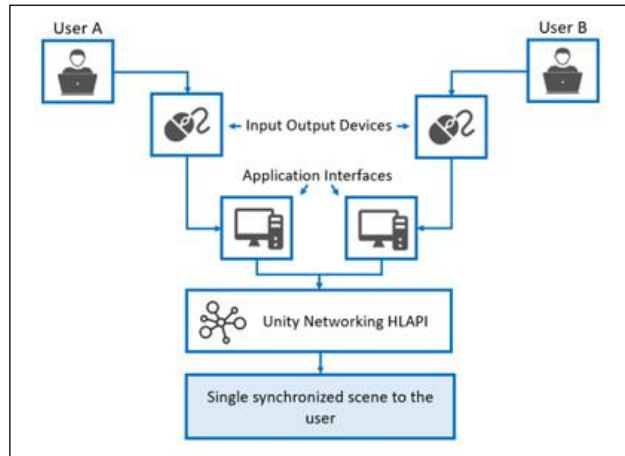 User A
User B
Input Output Devices
Application Interfaces
Unity Networking HLAPI
Single synchronized scene to the
user